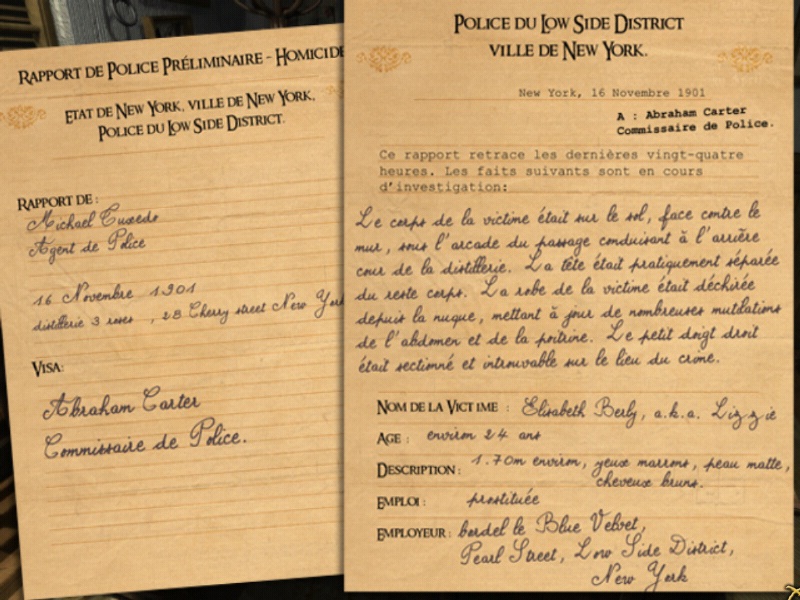 RAPPORT DE POLICE PRÉLIMINAIRE - HOMICIDE
ETAT DE NEW YORK, VILLE DE NEW YORK,
POLICE DU LOW SIDE DISTRICT.
RAPPORT DE :
Michael Tuxedo
Agent de Police
16 Novembre 1901
distillerie 3 roses , 28 Cherry street New York
VISA:
Abraham Carter
Commissaire de Police.
POLICE DU LOW SIDE DISTRICT
VILLE DE NEW YORK.
New York, 16 Novembre 1901
A : Abraham Carter
Commissaire de Police.
Ce rapport retrace les dernières vingt-quatre
heures. Les faits suivants sont en cours
d'investigation:
Le corps de la victime était sur le sol, face contre le
mur, sous l'arcade du passage conduisant à l'arrière
cour de la distillerie. La tête était pratiquement séparée
du reste corps. La robe de la victime était déchirée
depuis la nuque, mettant à jour de nombreuses mutilations
de l'abdomen et de la poitrine. Le petit doigt droit
était sectionné et introuvable sur le lieu du crime.
NOM DE LA VICTIME : Elisabeth Berly, a.k.a. Lizzie
AGE : environ 24 ans
DESCRIPTION : 1.70m environ, yeux marrons, peau matte,
cheveux bruns.
EMPLOI : prostituée
EMPLOYEUR : bordel le Blue Velvet,
Pearl Street, Low Side District,
New York